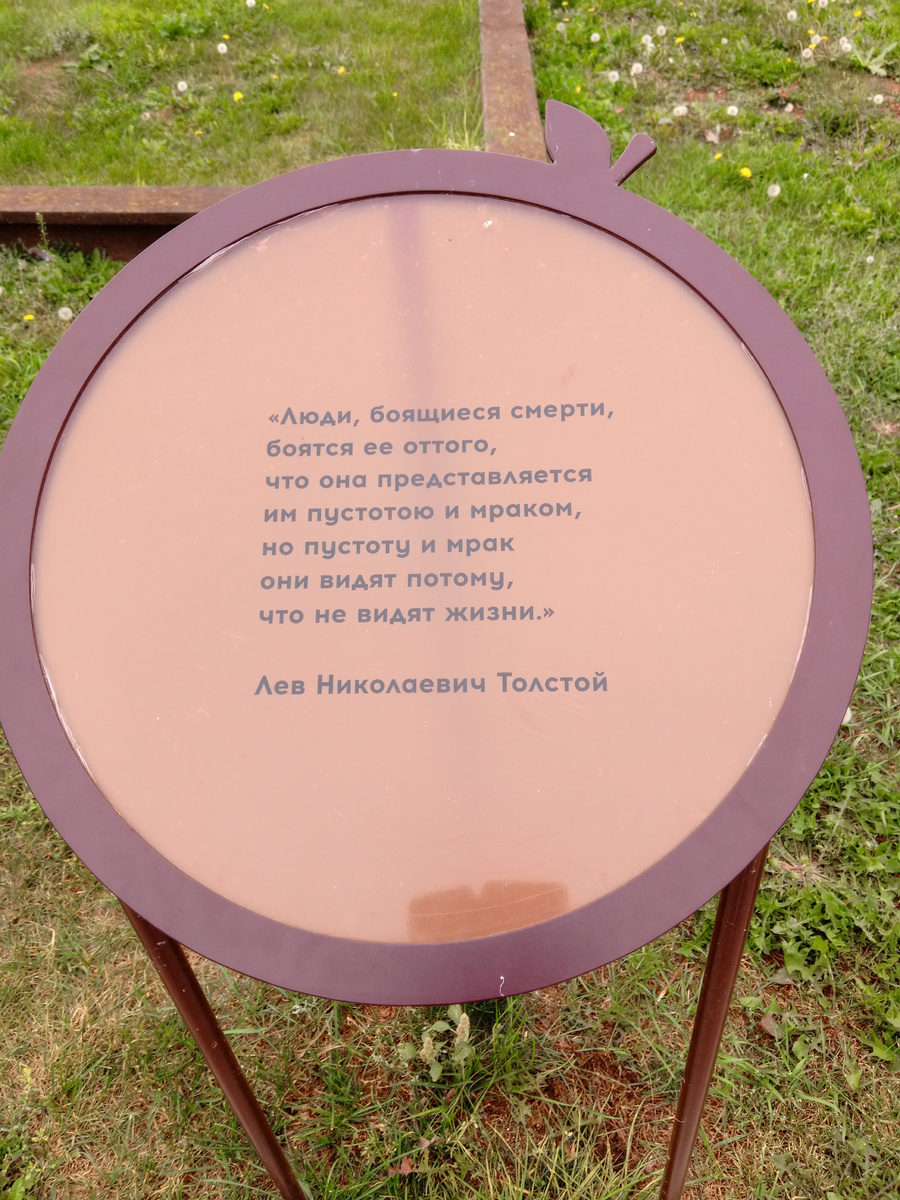 «Люди, боящиеся смерти,
боятся ее оттого,
что она представляется
им пустотою и мраком,
но пустоту и мрак
они видят потому,
что не видят жизни.»
Лев Николаевич Толстой